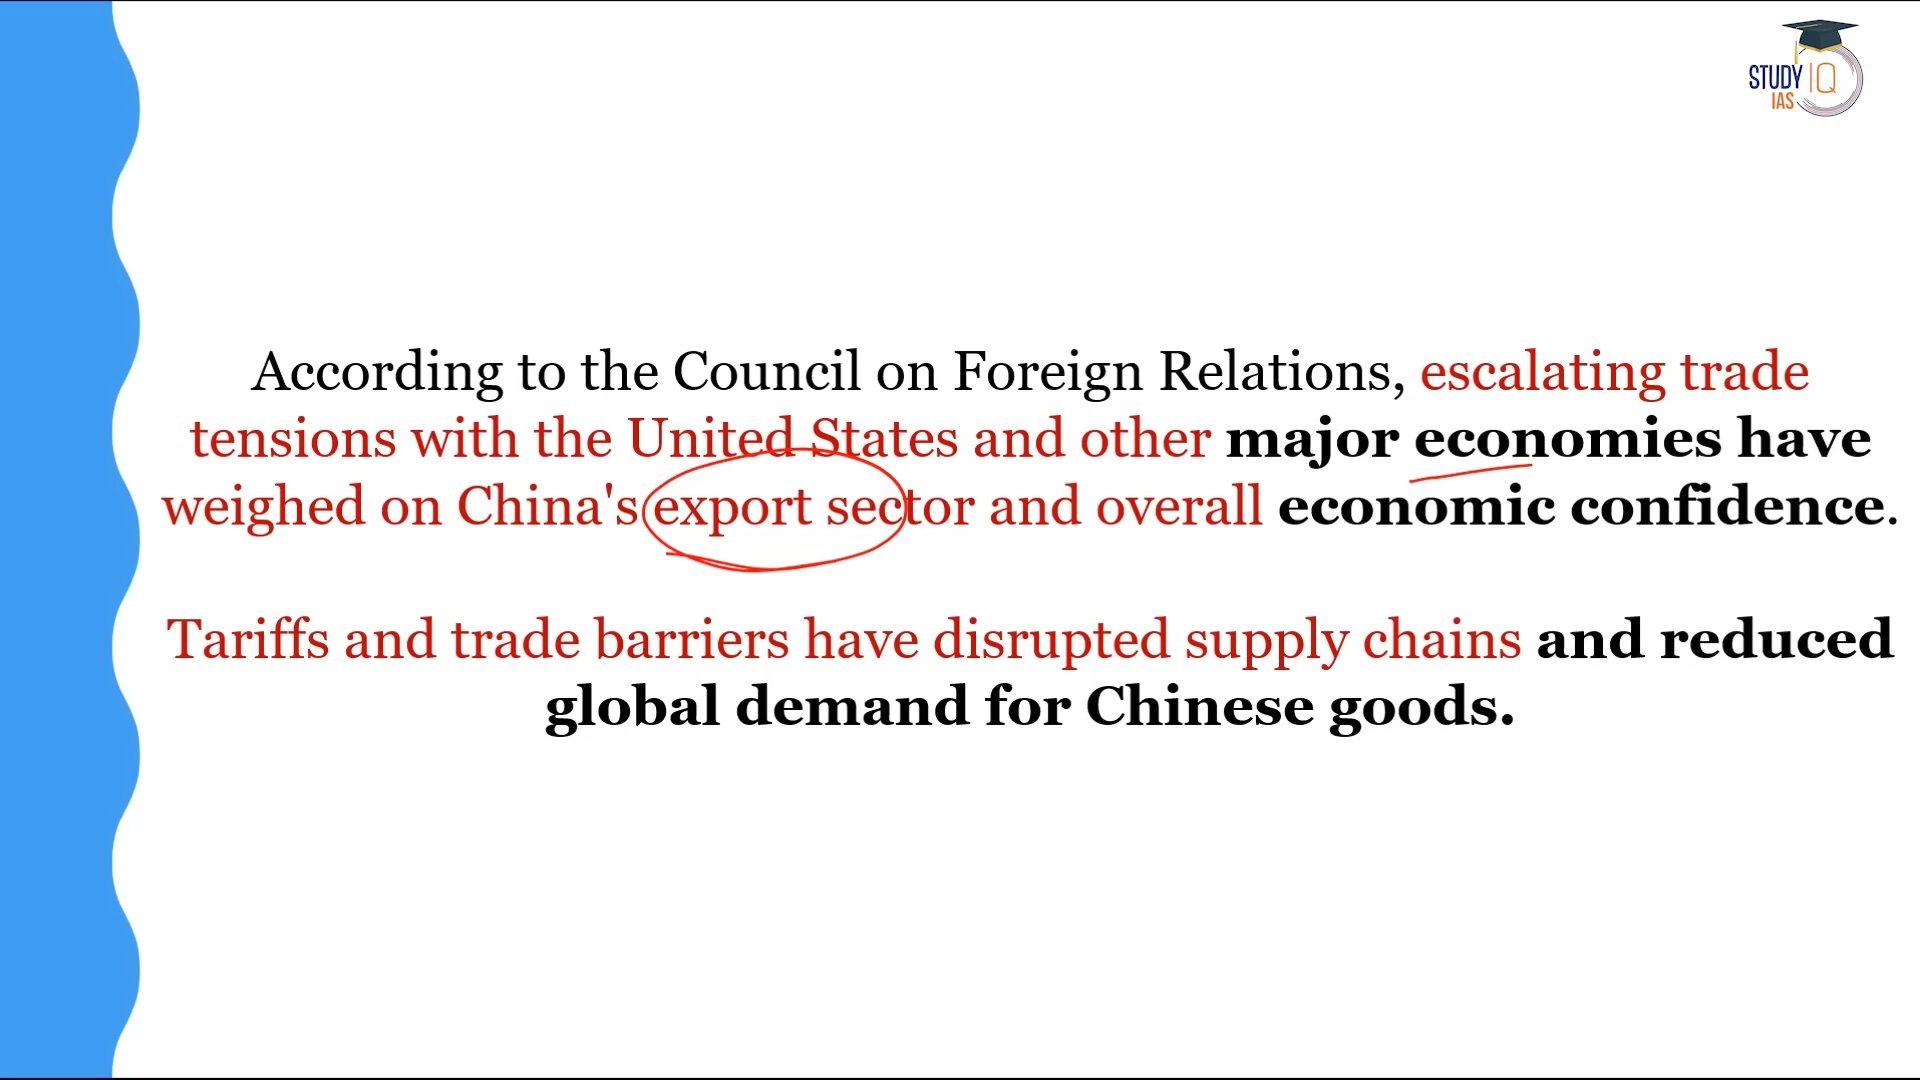 STUDY IQ
IAS
According to the Council on Foreign Relations, escalating trade
tensions with the United States and other major economies have
weighed on China's export sector and overall economic confidence.
Tariffs and trade barriers have disrupted supply chains and reduced
global demand for Chinese goods.